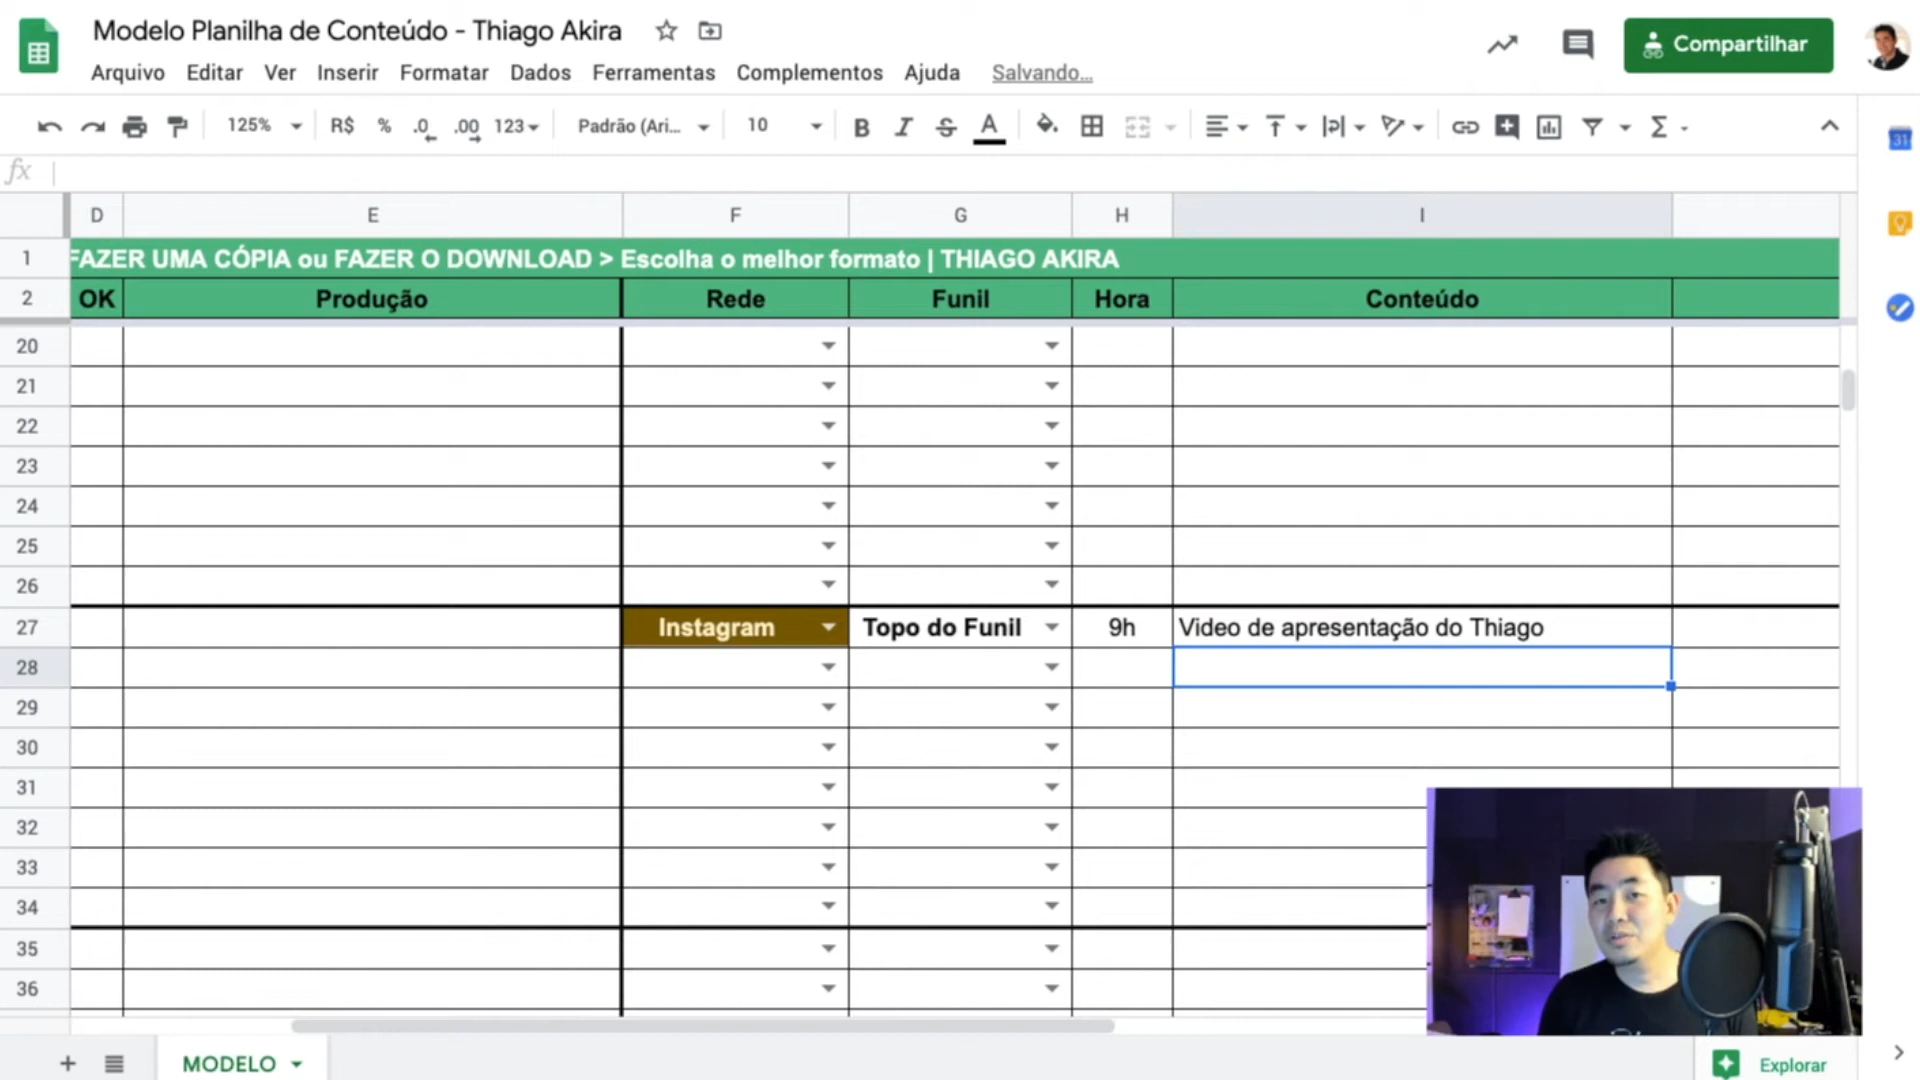 Modelo Planilha de Conteúdo - Thiago Akira
Arquivo Editar Ver Inserir Formatar Dados Ferramentas Complementos Ajuda Salvando...
Compartilhar
125% R$ % .0 .00 123 Padrão (Ari... 10 B I S A
31
fx
D E F G H I
1 FAZER UMA CÓPIA ou FAZER O DOWNLOAD > Escolha o melhor formato | THIAGO AKIRA
2 OK Produção Rede Funil Hora Conteúdo
20
21
22
23
24
25
26
27 Instagram Topo do Funil 9h Video de apresentação do Thiago
28
29
30
31
32
33
34
35
36
MODELO
Explorar